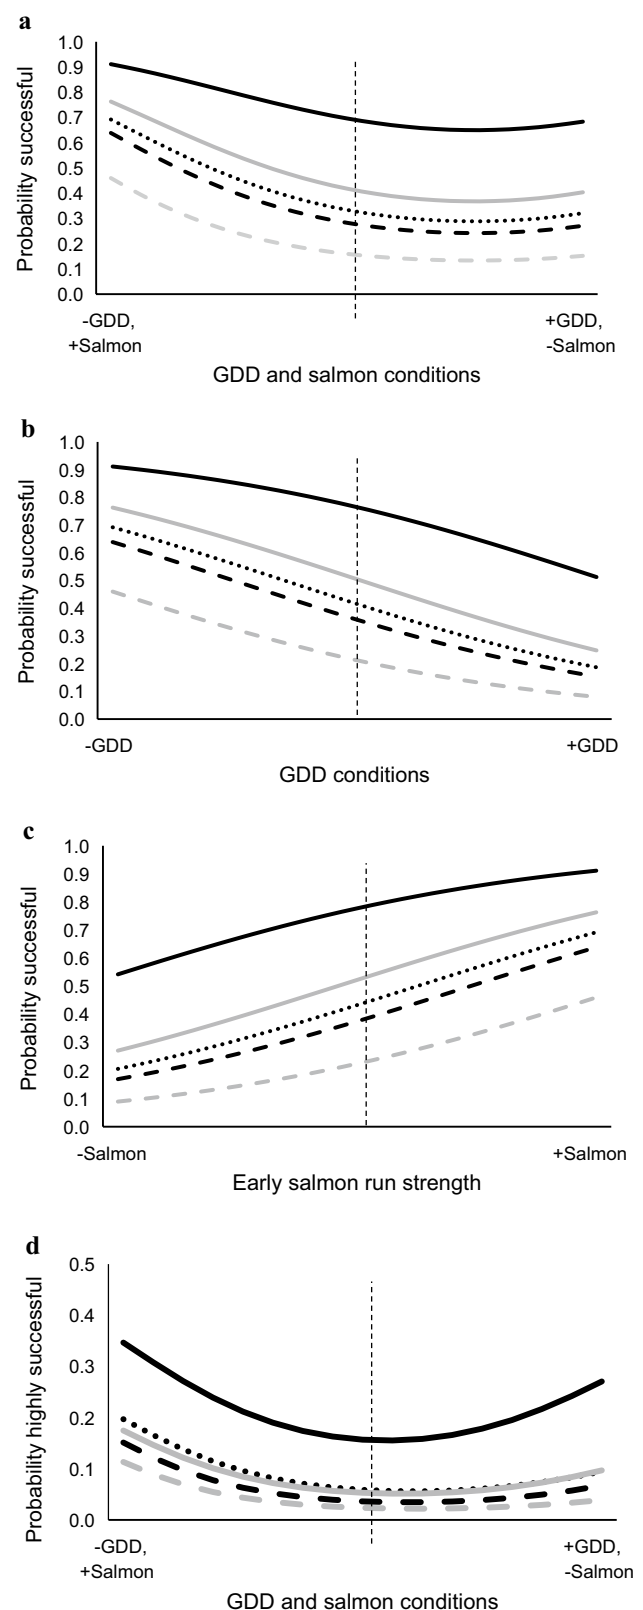 a
Probability successful
1.0
0.9
0.8
0.7
0.6
0.5
0.4
0.3
0.2
0.1
0.0
-GDD, +GDD,
+Salmon -Salmon
GDD and salmon conditions
b
Probability successful
1.0
0.9
0.8
0.7
0.6
0.5
0.4
0.3
0.2
0.1
0.0
-GDD +GDD
GDD conditions
c
Probability successful
1.0
0.9
0.8
0.7
0.6
0.5
0.4
0.3
0.2
0.1
0.0
-Salmon +Salmon
Early salmon run strength
d
Probability highly successful
0.5
0.4
0.3
0.2
0.1
0.0
-GDD, +GDD,
+Salmon -Salmon
GDD and salmon conditions